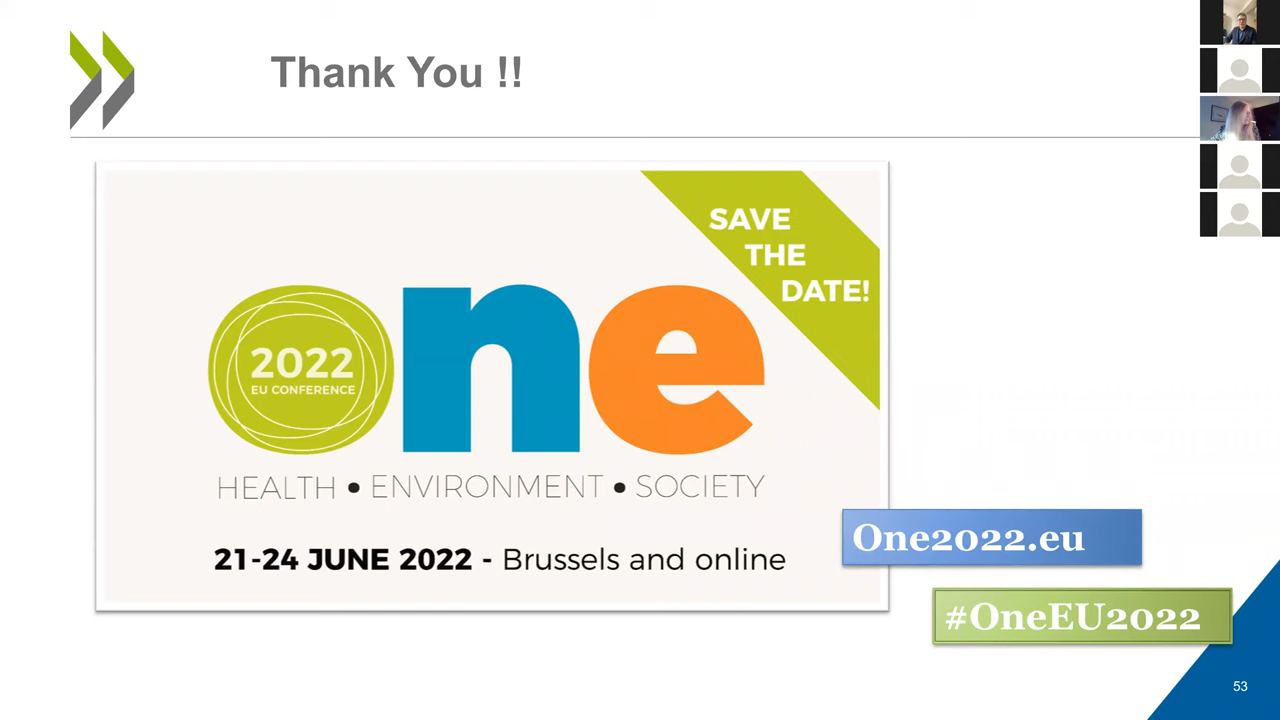 Thank You !!
SAVE
THE
DATE!
one
2022
EU CONFERENCE
HEALTH • ENVIRONMENT • SOCIETY
21-24 JUNE 2022 - Brussels and online
One2022.eu
#OneEU2022
53